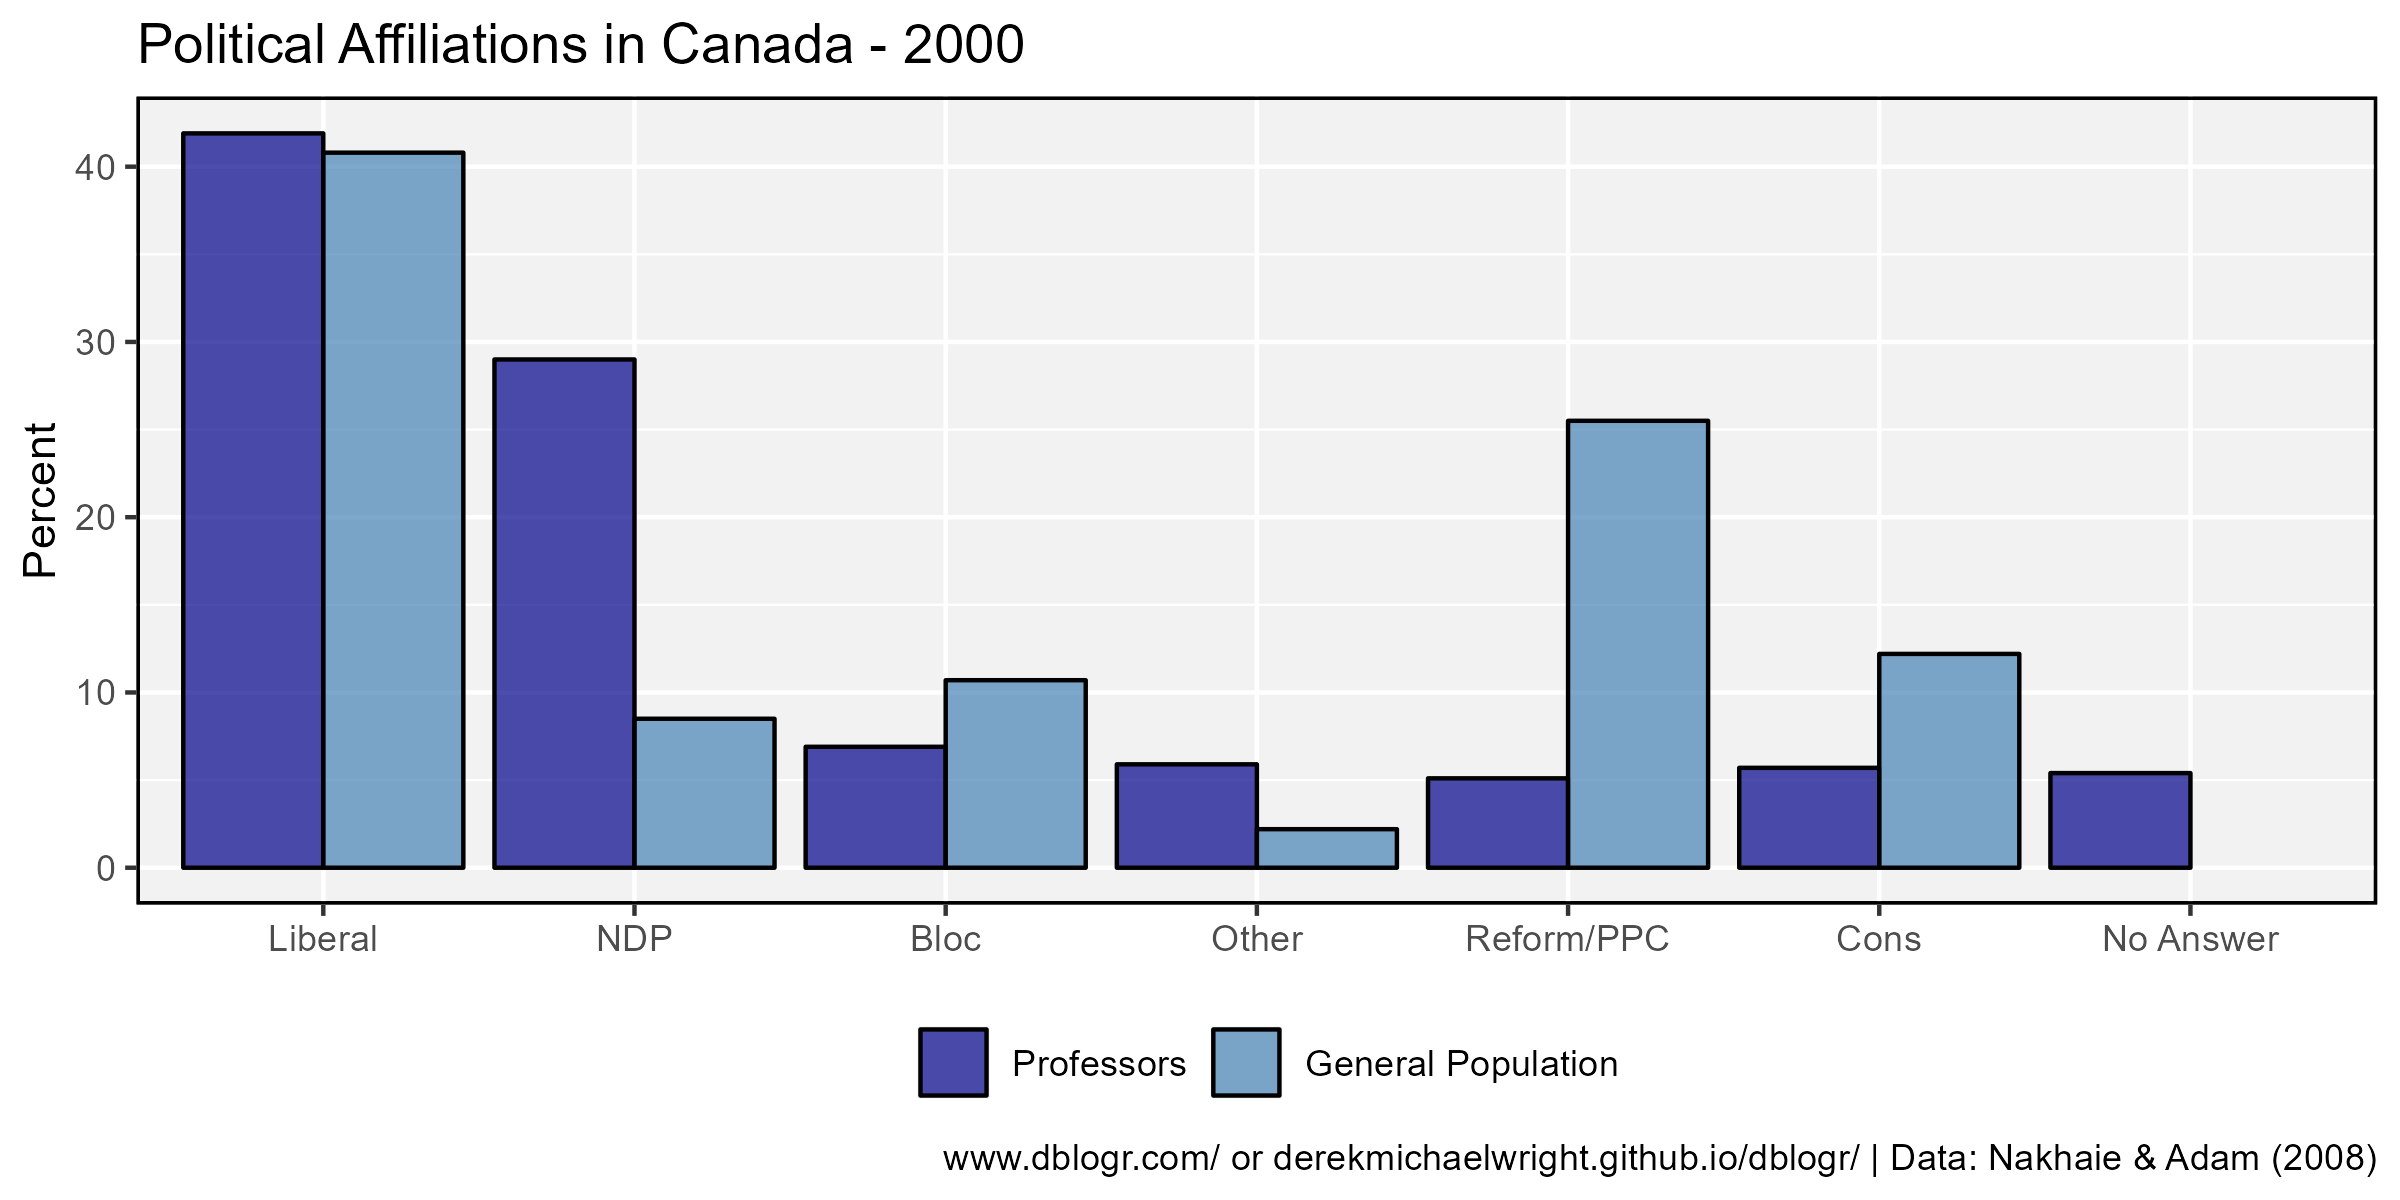 Political Affiliations in Canada - 2000
Percent
40
30
20
10
0
Liberal NDP Bloc Other Reform/PPC Cons No Answer
Professors General Population
www.dblogr.com/ or derekmichaelwright.github.io/dblogr/ | Data: Nakhaie & Adam (2008)